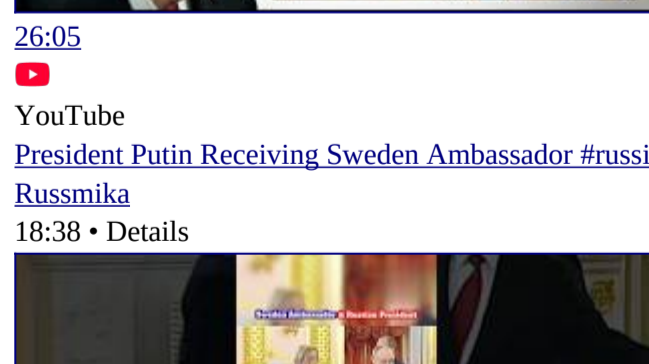 26:05
YouTube
President Putin Receiving Sweden Ambassador #russi
Russmika
18:38 • Details
Sweden Ambassador & Russian President